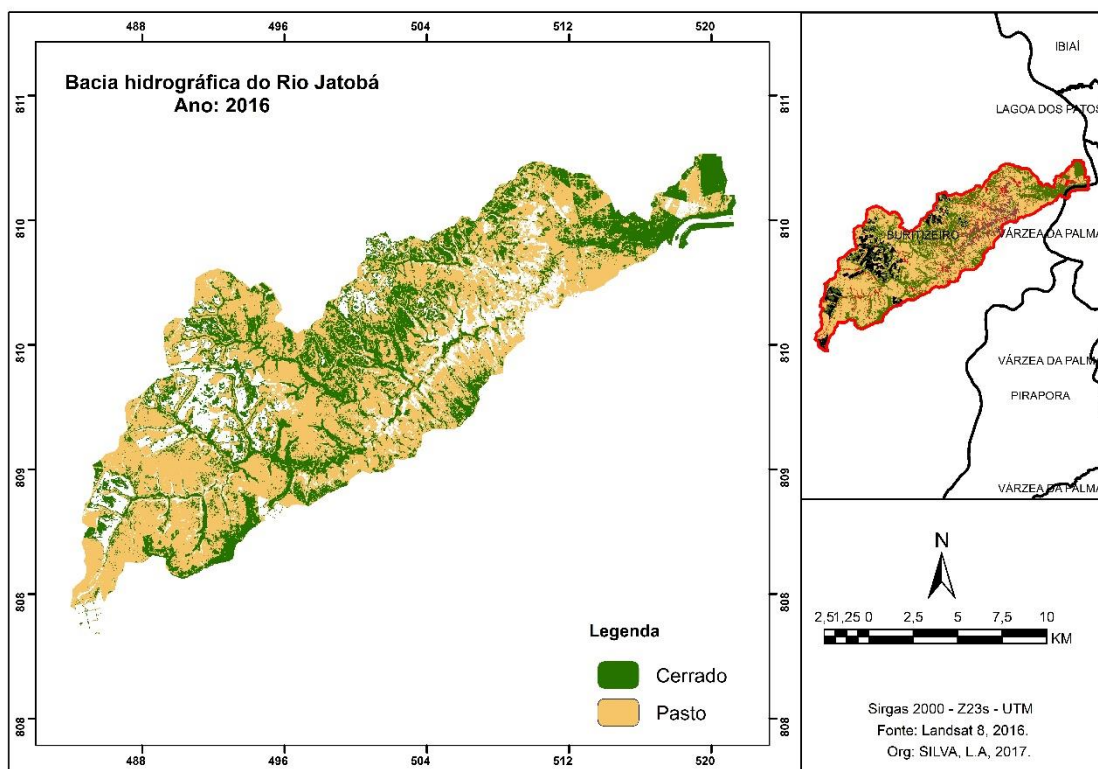 488 496 504 512 520
Bacia hidrográfica do Rio Jatobá
Ano: 2016
811
810
810
809
808
808
811
810
810
809
808
808
Legenda
Cerrado
Pasto
488 496 504 512 520
IBIAÍ
LAGOA DOS PATOS
BURITIZEIRO
VÁRZEA DA PALMA
VÁRZEA DA PALMA
PIRAPORA
VÁRZEA DA PALMA
N
2,51,25 0 2,5 5 7,5 10
KM
Sirgas 2000 - Z23s - UTM
Fonte: Landsat 8, 2016.
Org: SILVA, L.A, 2017.